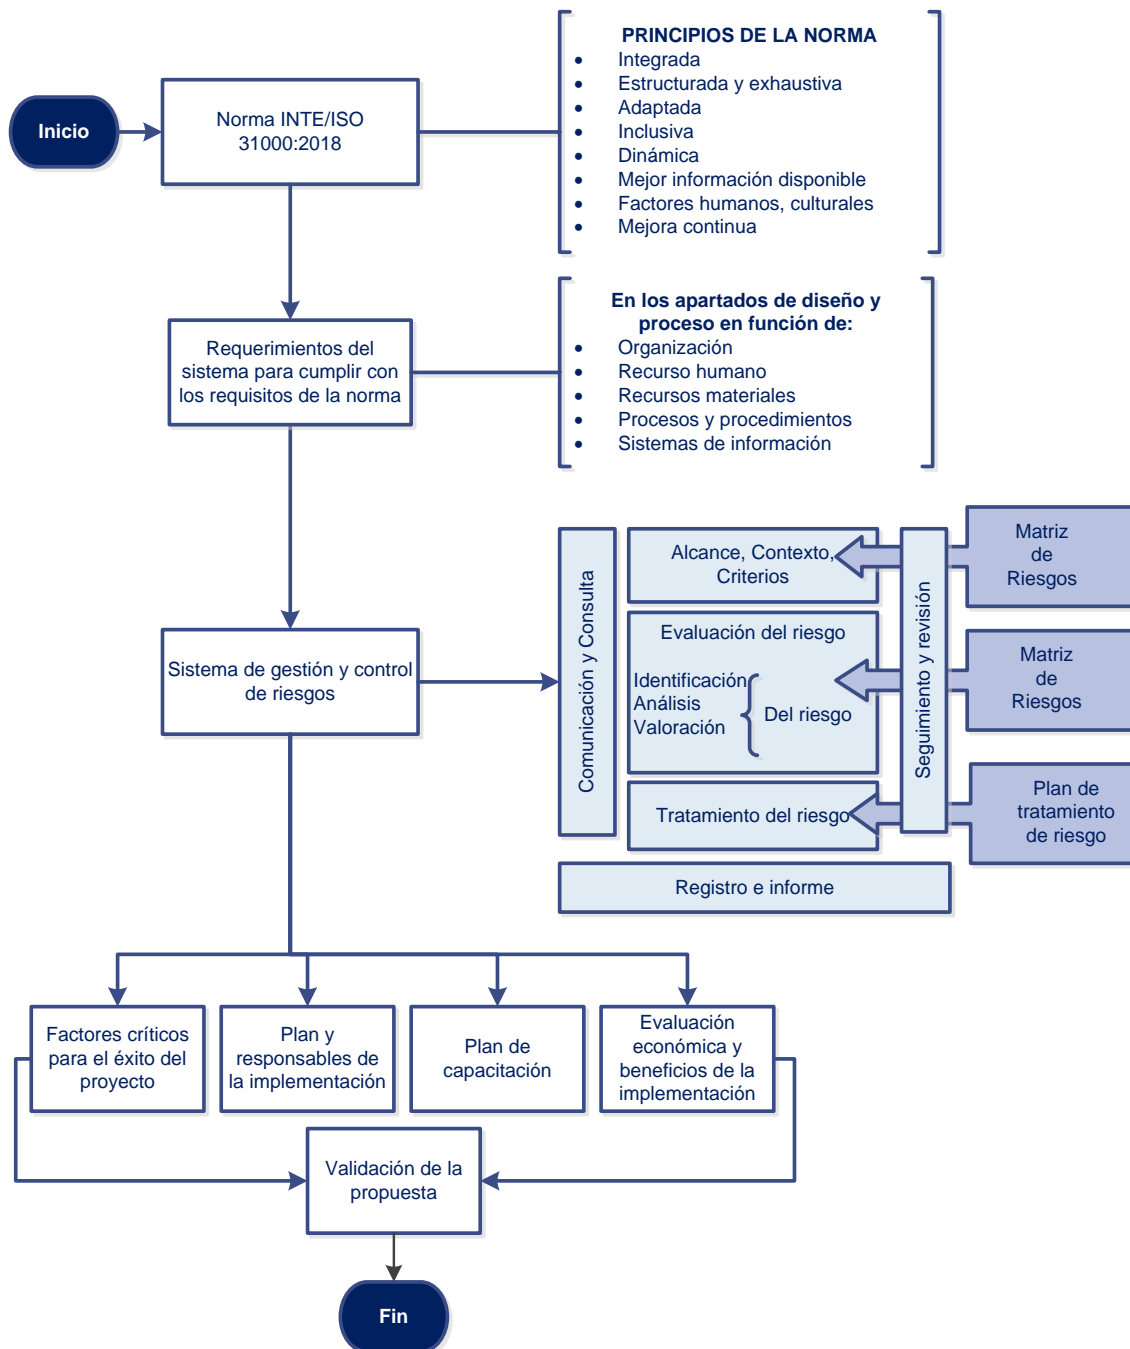 Inicio
Norma INTE/ISO
31000:2018
PRINCIPIOS DE LA NORMA
• Integrada
• Estructurada y exhaustiva
• Adaptada
• Inclusiva
• Dinámica
• Mejor información disponible
• Factores humanos, culturales
• Mejora continua
Requerimientos del
sistema para cumplir con
los requisitos de la norma
En los apartados de diseño y
proceso en función de:
• Organización
• Recurso humano
• Recursos materiales
• Procesos y procedimientos
• Sistemas de información
Sistema de gestión y control
de riesgos
Comunicación y Consulta
Alcance, Contexto,
Criterios
Evaluación del riesgo
Identificación
Análisis
Valoración
Del riesgo
Tratamiento del riesgo
Seguimiento y revisión
Matriz
de
Riesgos
Matriz
de
Riesgos
Plan de
tratamiento
de riesgo
Registro e informe
Factores críticos
para el éxito del
proyecto
Plan y
responsables de
la implementación
Plan de
capacitación
Evaluación
económica y
beneficios de la
implementación
Validación de la
propuesta
Fin